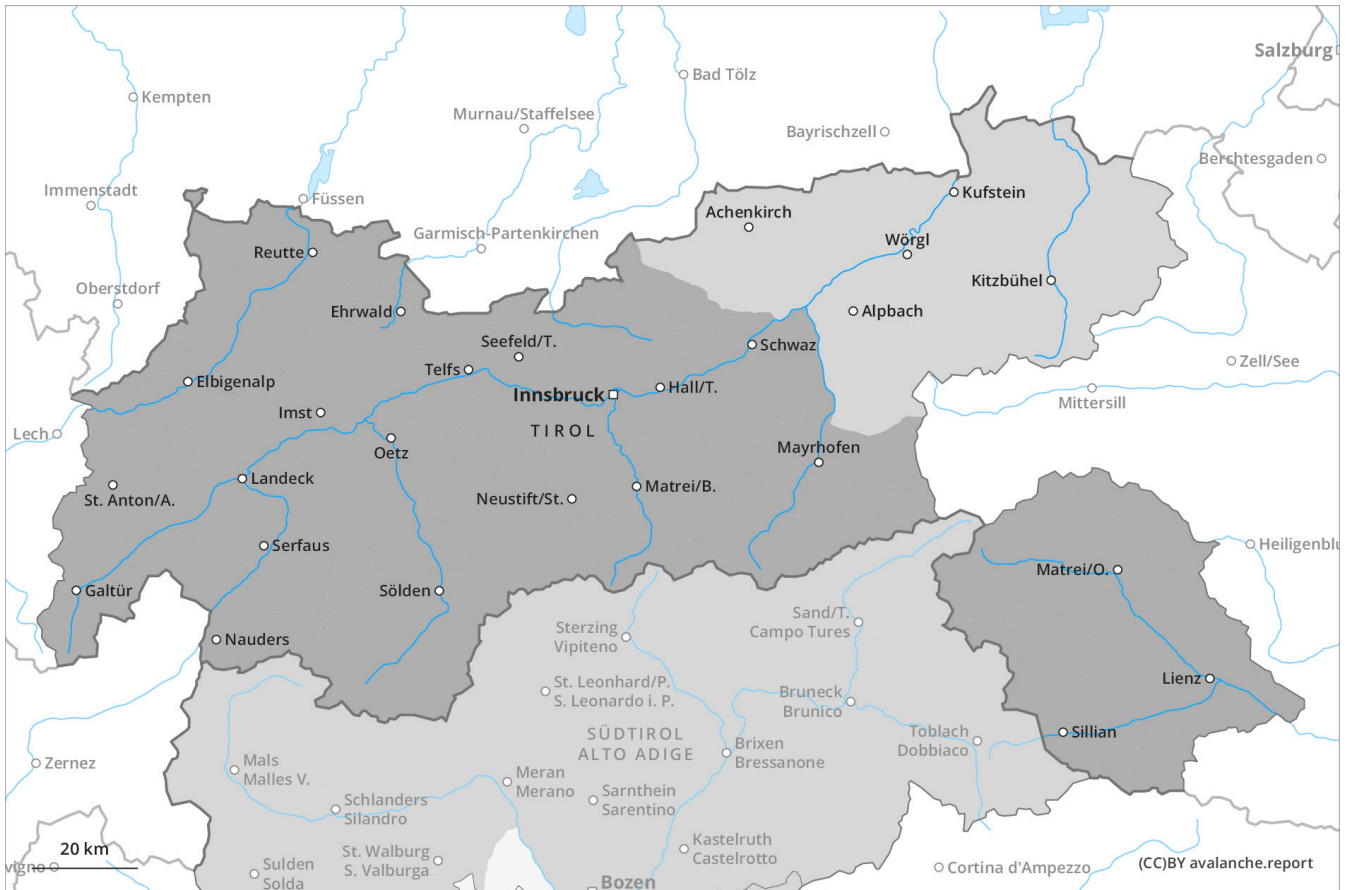 Salzburg
Bad Tölz
Kempten
Murnau/Staffelsee
Bayrischzell
Berchtesgaden
Immenstadt
Füssen
Kufstein
Achenkirch
Garmisch-Partenkirchen
Wörgl
Reutte
Kitzbühel
Oberstdorf
Ehrwald
Alpbach
Seefeld/T.
Schwaz
Telfs
Zell/See
Elbigenalp
Innsbruck
Hall/T.
Mittersill
Imst
TIROL
Lech
Oetz
Mayrhofen
Landeck
Matrei/B.
St. Anton/A.
Neustift/St.
Serfaus
Heiligenblu
Matrei/O.
Galtür
Sölden
Sand/T.
Campo Tures
Sterzing
Vipiteno
Nauders
Lienz
St. Leonhard/P.
S. Leonardo i. P.
Bruneck
Brunico
SÜDTIROL
ALTO ADIGE
Toblach
Dobbiaco
Sillian
Brixen
Bressanone
Mals
Malles V.
Zernez
Meran
Merano
Sarnthein
Sarentino
Schlanders
Silandro
20 km
Kastelruth
Castelrotto
St. Walburg
S. Valburga
vigno
Sulden
Solda
Cortina d'Ampezzo
(CC)BY avalanche.report
Bozen